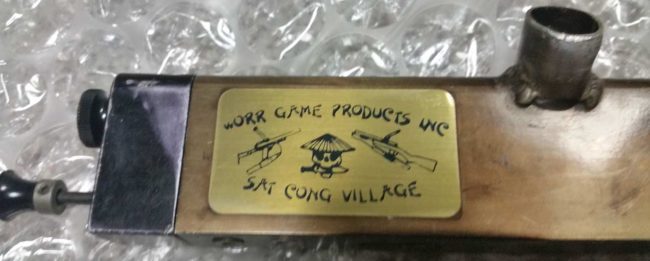 WORR GAME PRODUCTS INC
SAT CONG VILLAGE